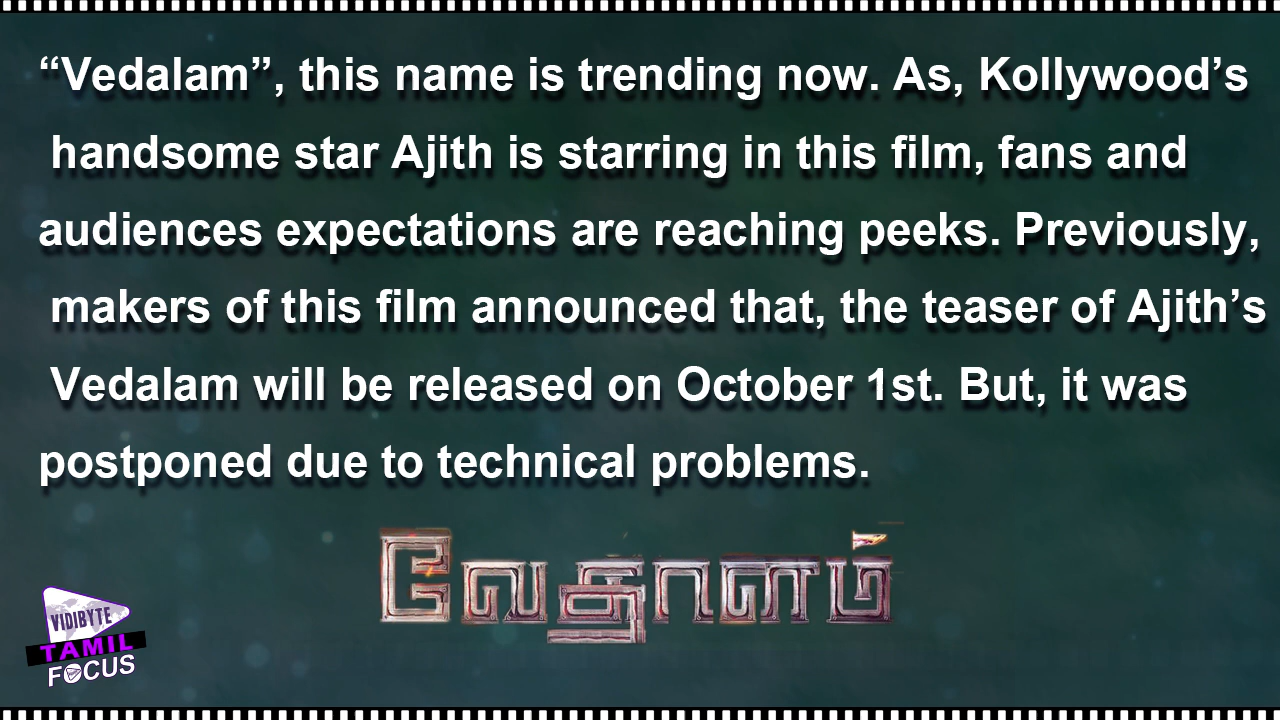 “Vedalam”, this name is trending now. As, Kollywood’s
handsome star Ajith is starring in this film, fans and
audiences expectations are reaching peeks. Previously,
makers of this film announced that, the teaser of Ajith’s
Vedalam will be released on October 1st. But, it was
postponed due to technical problems.
வேதாளம்
VIDIBYTE
TAMIL
FOCUS